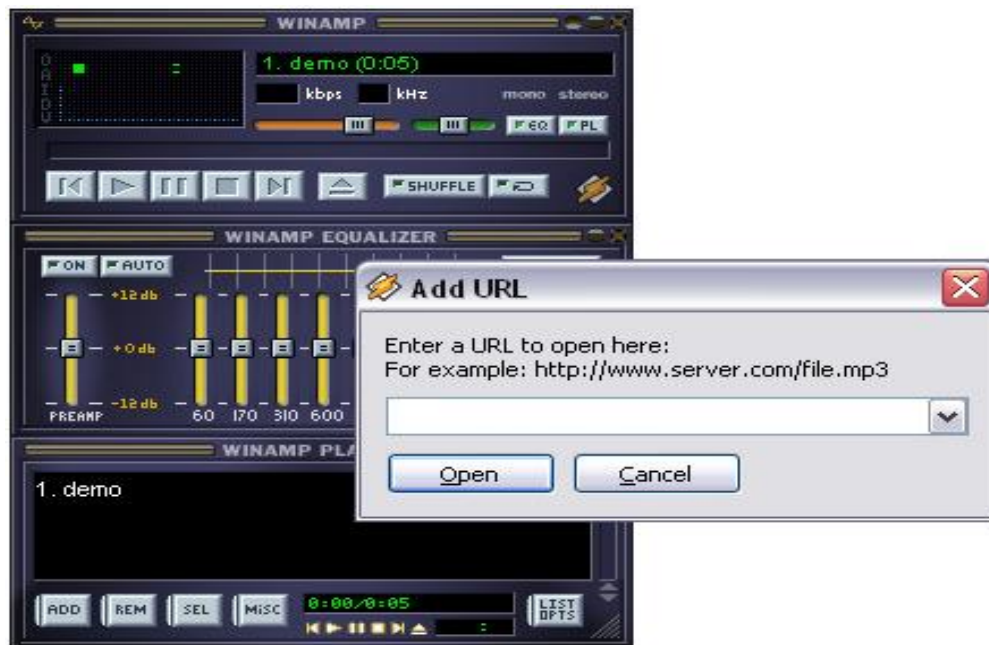 WINAMP
O
A
I
D
U
1. demo (0:05)
kbps kHz mono stereo
EQ PL
SHUFFLE
WINAMP EQUALIZER
ON AUTO
+12db
+0db
-12db
PREAMP 60 170 310 600
Add URL
Enter a URL to open here:
For example: http://www.server.com/file.mp3
Open Cancel
WINAMP PLA
1. demo
ADD REM SEL MISC 0:00/0:05 LIST OPTS
: